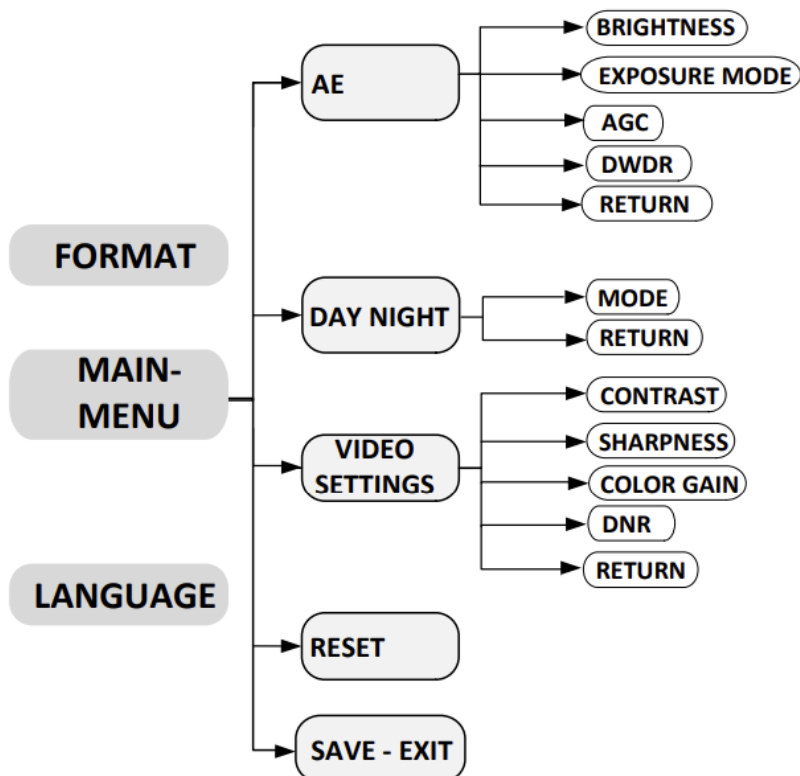 FORMAT
MAIN-
MENU
LANGUAGE
AE
BRIGHTNESS
EXPOSURE MODE
AGC
DWDR
RETURN
DAY NIGHT
MODE
RETURN
VIDEO
SETTINGS
CONTRAST
SHARPNESS
COLOR GAIN
DNR
RETURN
RESET
SAVE - EXIT